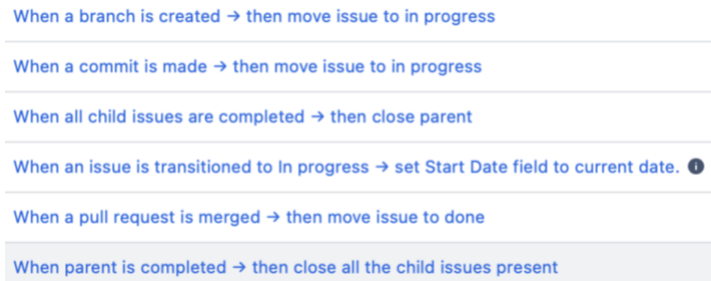 When a branch is created → then move issue to in progress
When a commit is made → then move issue to in progress
When all child issues are completed → then close parent
When an issue is transitioned to In progress → set Start Date field to current date.
When a pull request is merged → then move issue to done
When parent is completed → then close all the child issues present